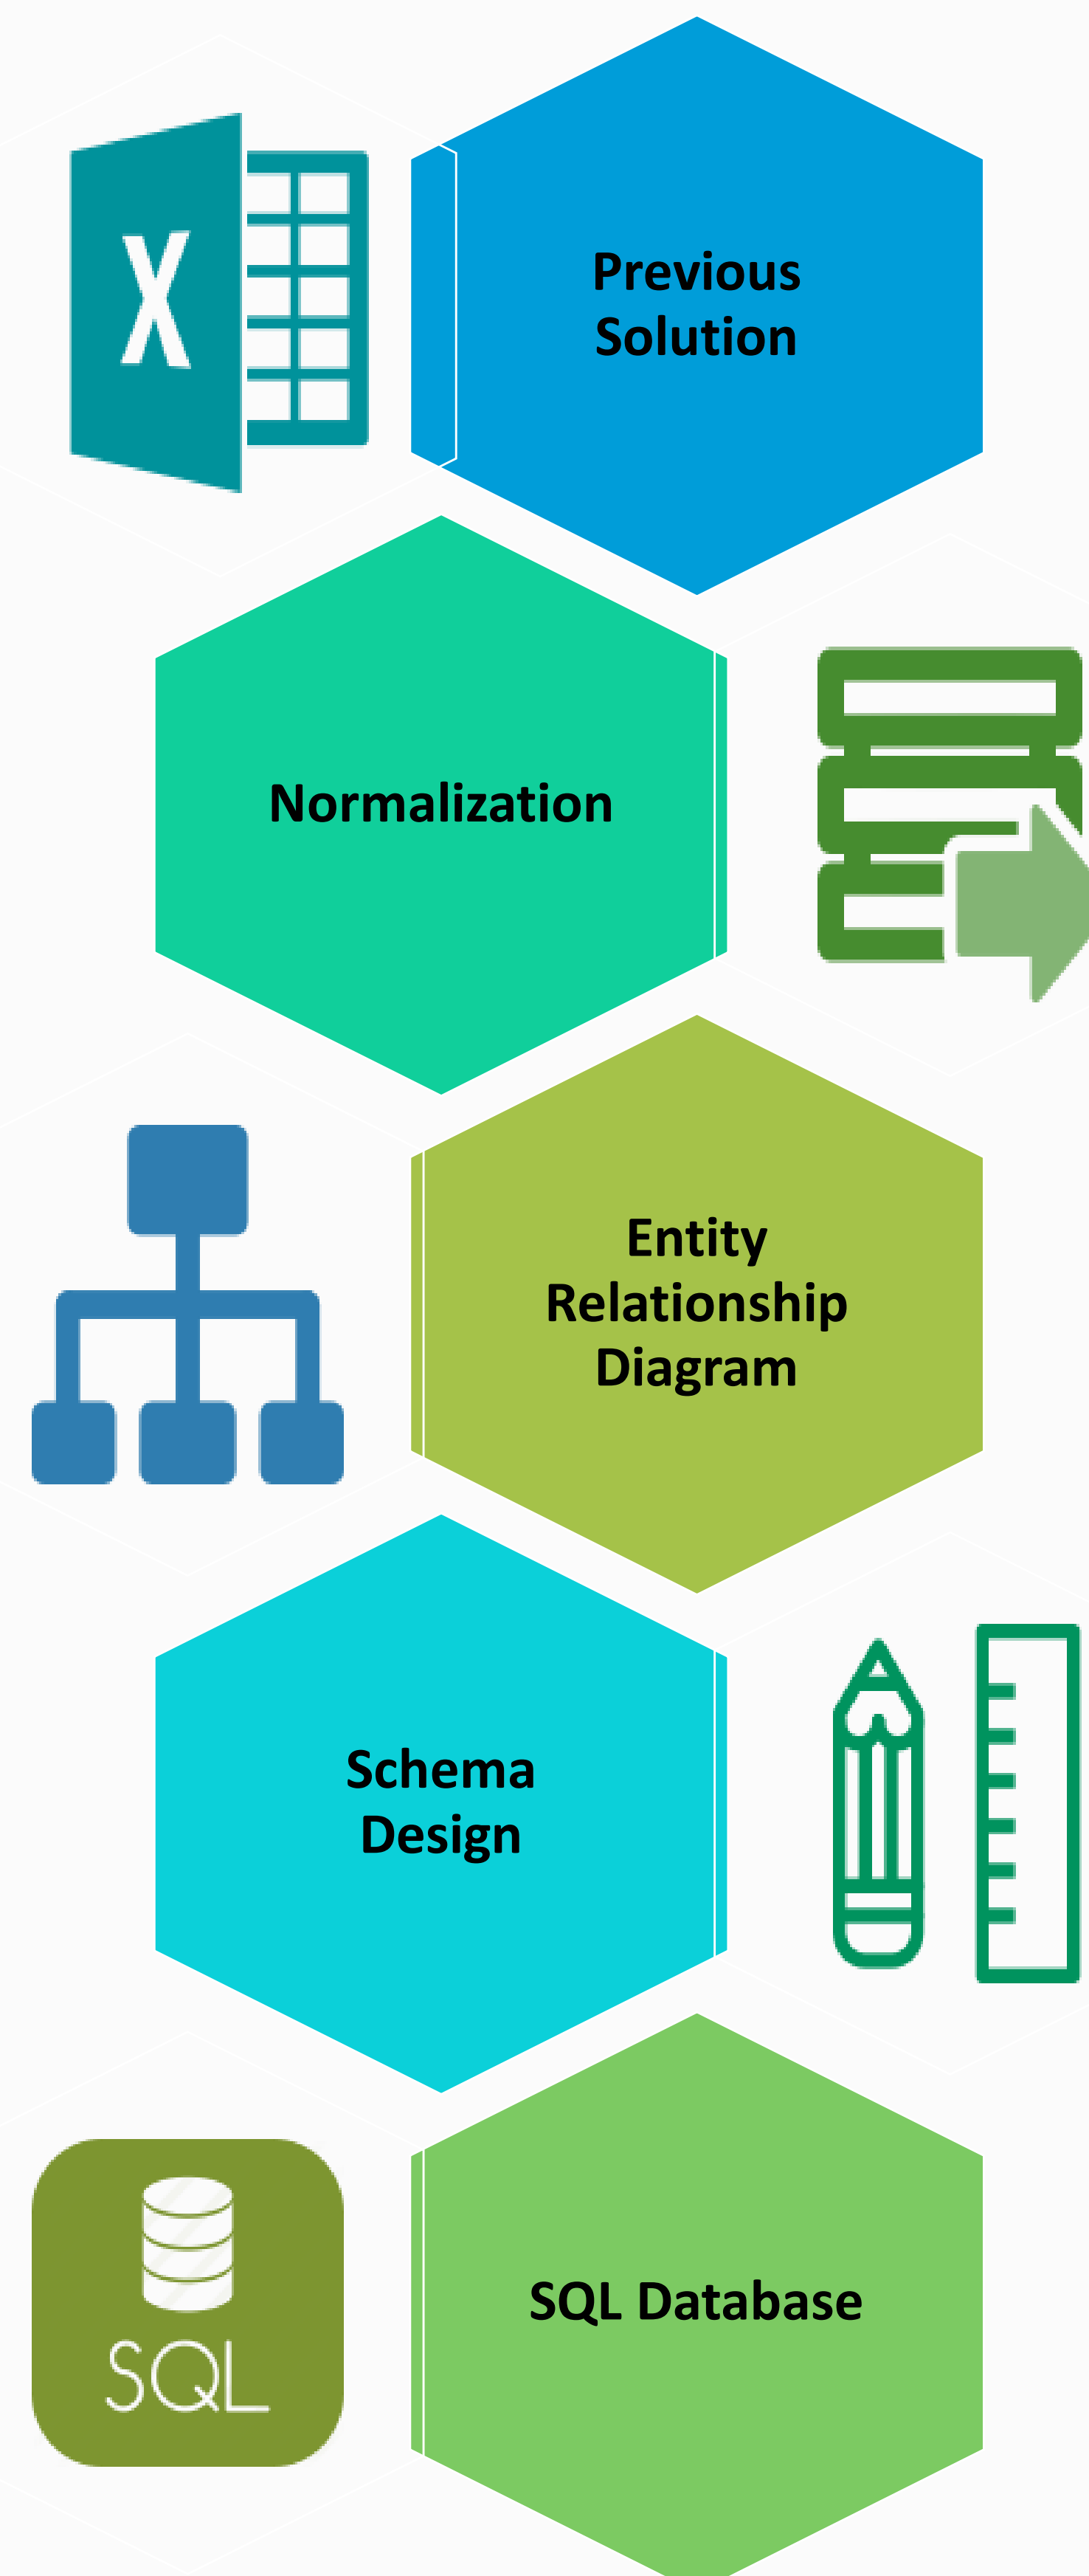 X
Previous
Solution
Normalization
Entity
Relationship
Diagram
Schema
Design
SQL
SQL Database